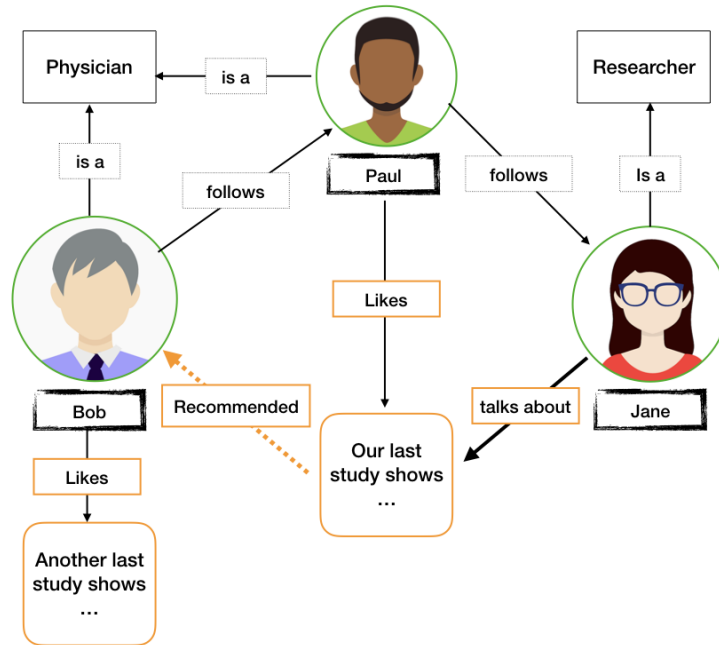 Physician
is a
Researcher
is a
Paul
Is a
follows
follows
Likes
Bob
Recommended
talks about
Jane
Our last
study shows
...
Likes
Another last
study shows
...